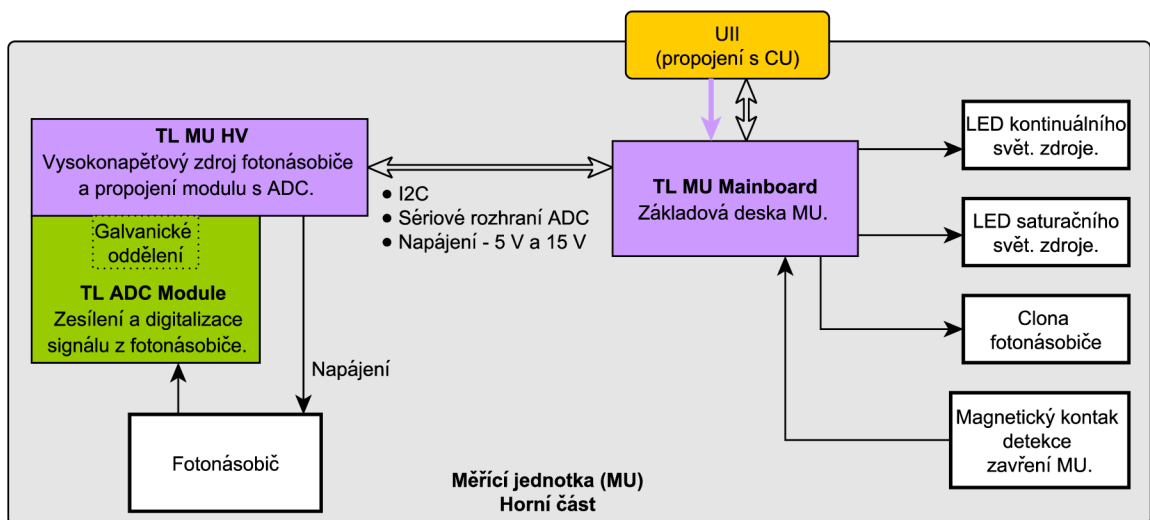 UII
(propojení s CU)
TL MU HV
Vysokonapěťový zdroj fotonásobiče
a propojení modulu s ADC.
Galvanické
oddělení
TL ADC Module
Zesílení a digitalizace
signálu z fotonásobiče.
Napájení
Fotonásobič
● I2C
● Sériové rozhraní ADC
● Napájení - 5 V a 15 V
TL MU Mainboard
Základová deska MU.
LED kontinuálního
svět. zdroje.
LED saturačního
svět. zdroje.
Clona
fotonásobiče
Magnetický kontak
detekce
zavření MU.
Měřící jednotka (MU)
Horní část